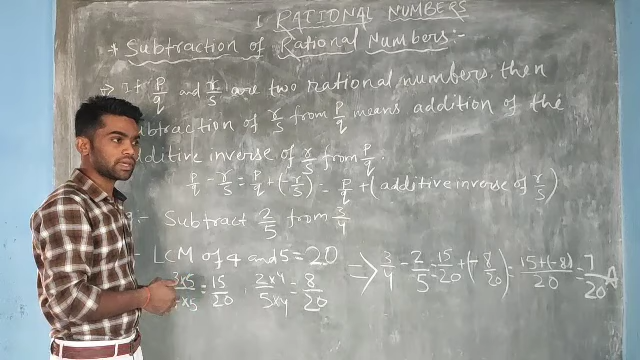 1 RATIONAL NUMBERS
* Subtraction of Rational Numbers:-
⇒ If p/q and r/s are two rational numbers, then
subtraction of r/s from p/q means addition of the
additive inverse of r/s from p/q.
p/q - r/s = p/q + (-r/s) = p/q + (additive inverse of r/s)
:- Subtract 2/5 from 3/4
- LCM of 4 and 5 = 20
3×5/×5 = 15/20, 2×4/5×4 = 8/20
⇒ 3/4 - 2/5 = 15/20 + (-8/20) = 15+(-8)/20 = 7/20